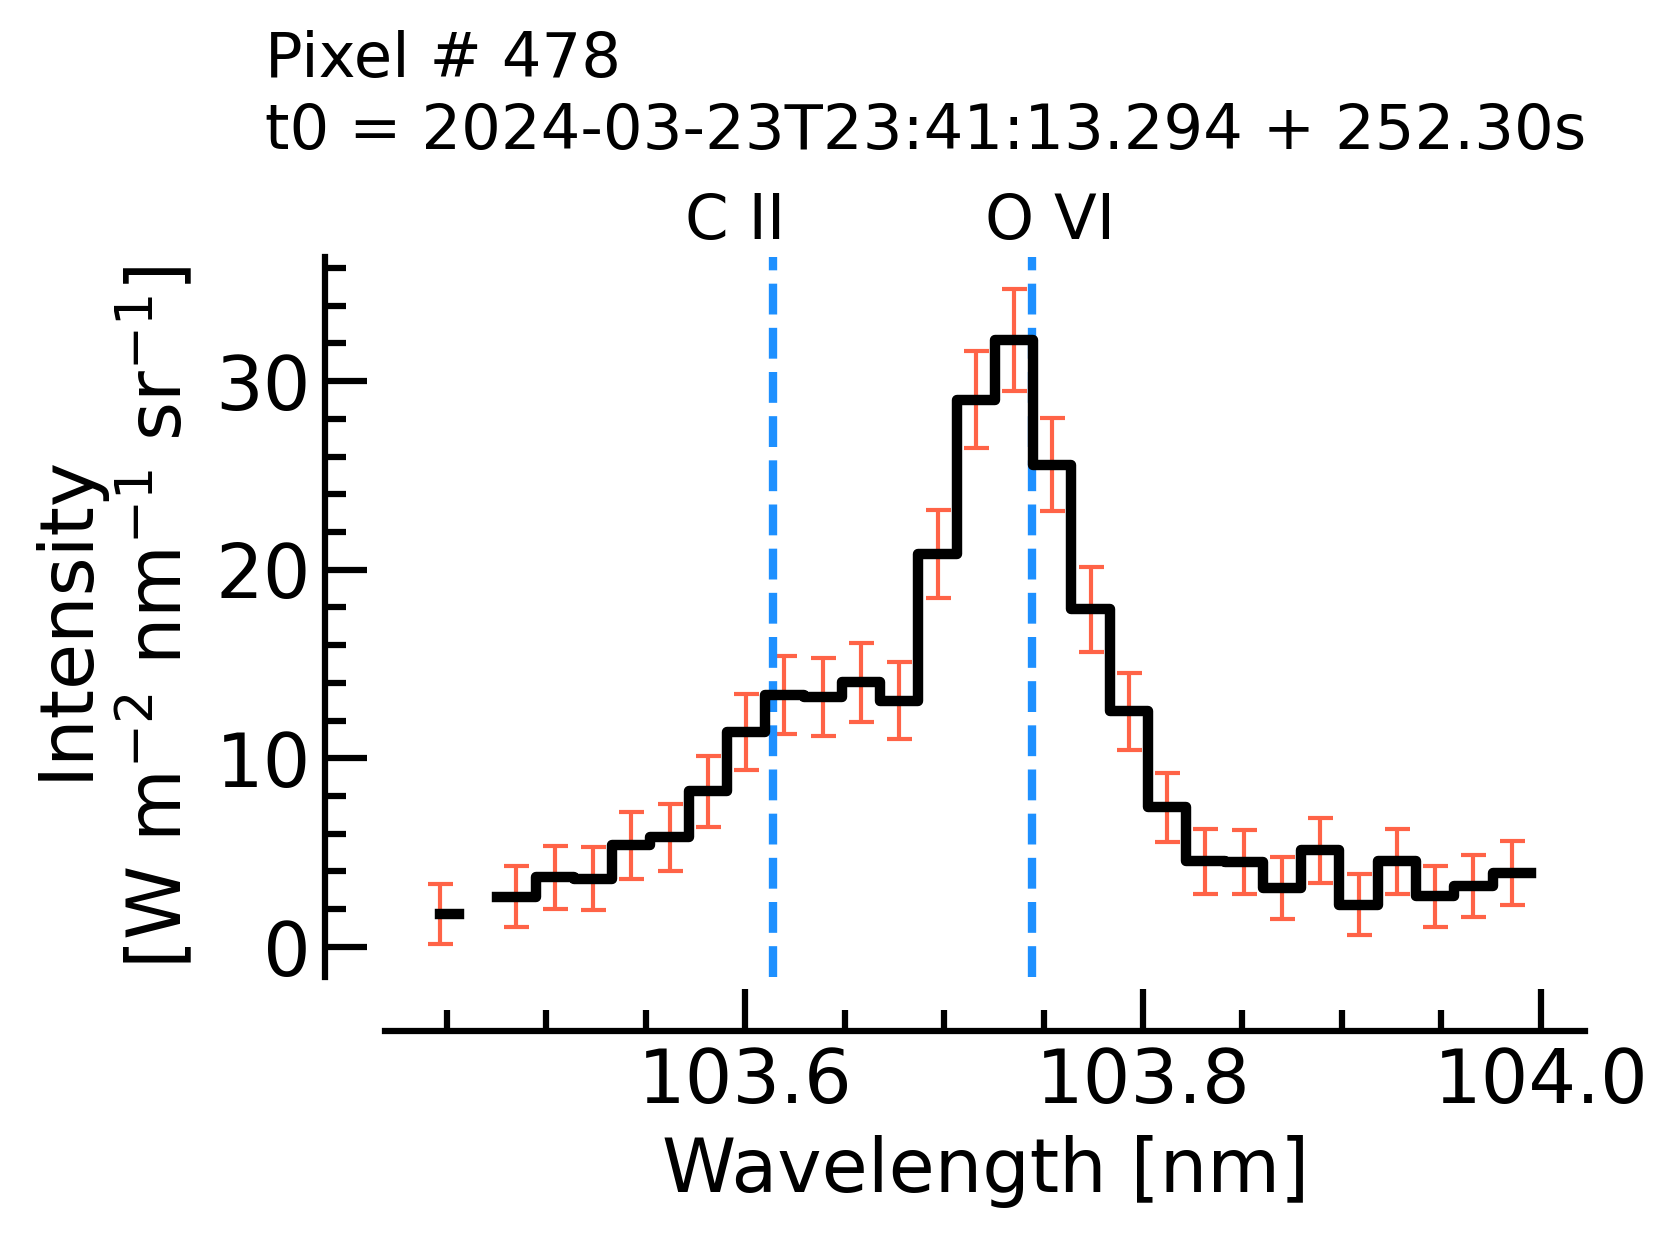 Pixel # 478
t0 = 2024-03-23T23:41:13.294 + 252.30s
C II O VI
Intensity
[W m⁻² nm⁻¹ sr⁻¹]
30
20
10
0
103.6 103.8 104.0
Wavelength [nm]